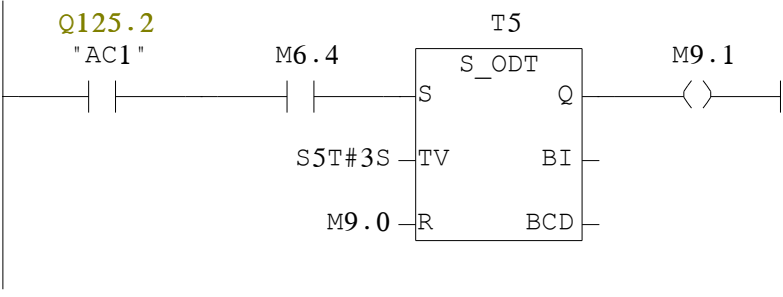 Q125.2
"AC1"
M6.4
T5
S_ODT
M9.1
S
Q
S5T#3S
TV
BI
M9.0
R
BCD